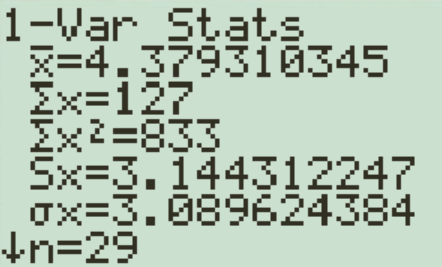 1-Var Stats
x̄=4.379310345
Σx=127
Σx²=833
Sx=3.144312247
σx=3.089624384
↓n=29